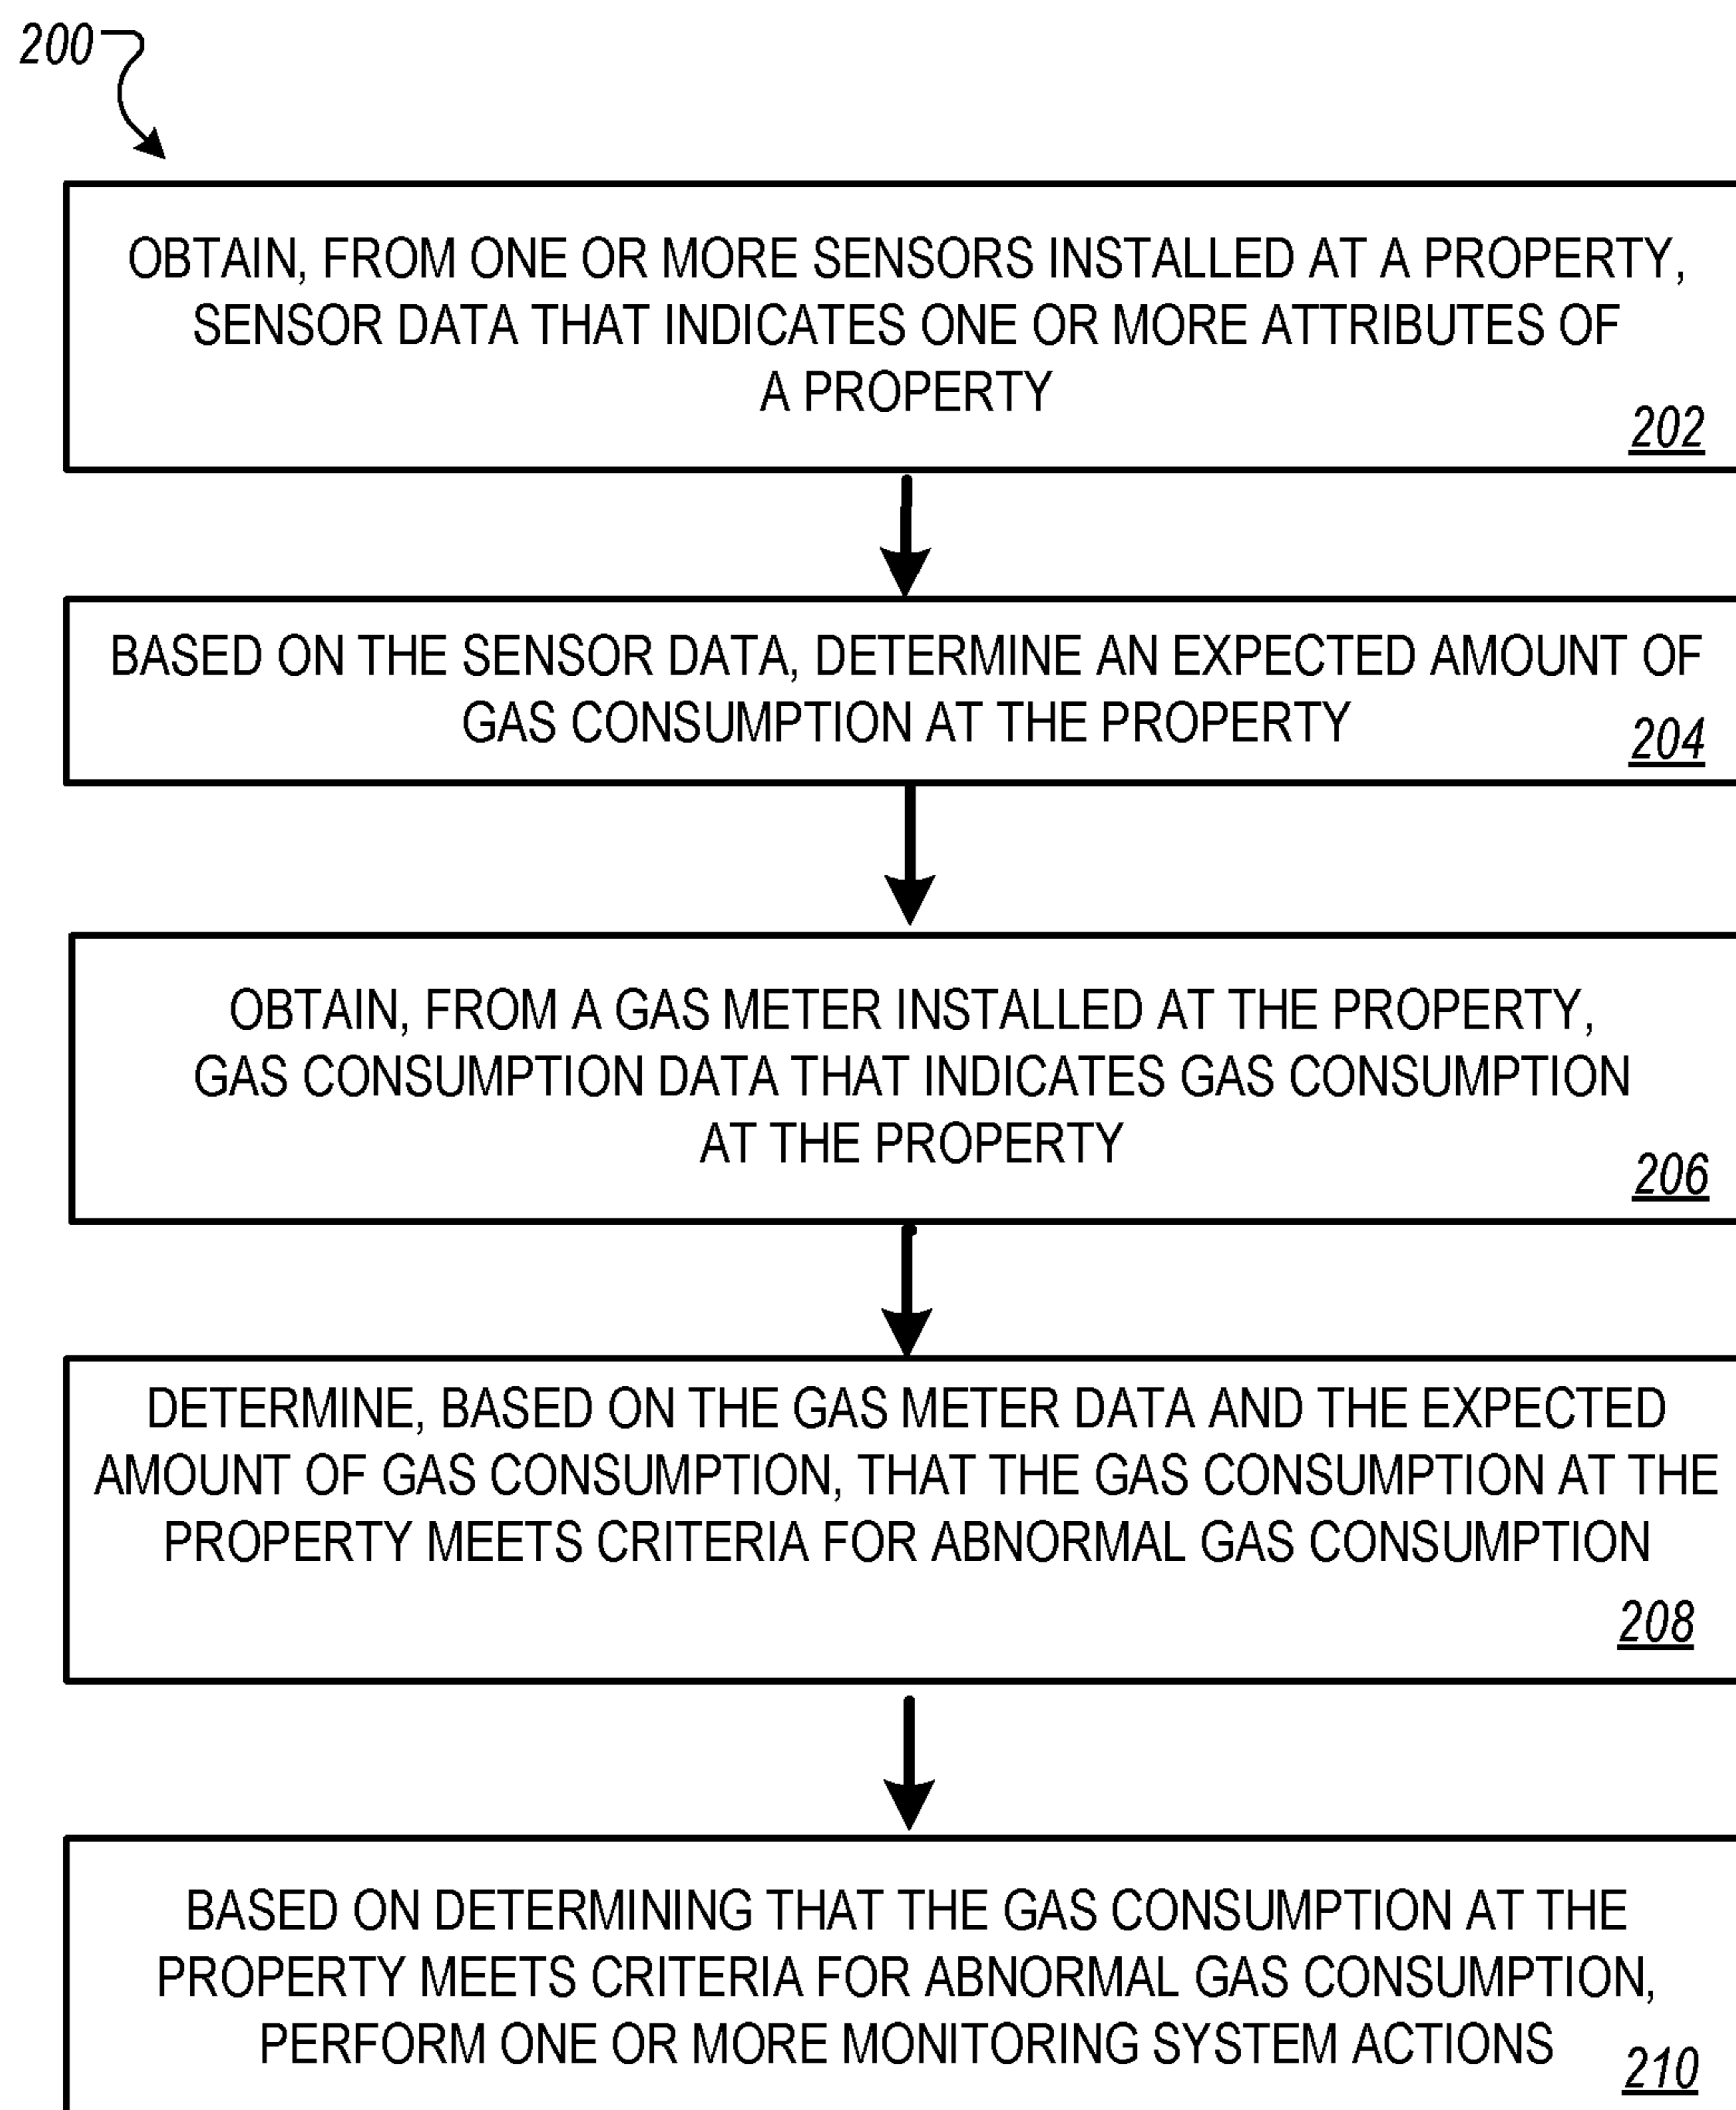 200
OBTAIN, FROM ONE OR MORE SENSORS INSTALLED AT A PROPERTY,
SENSOR DATA THAT INDICATES ONE OR MORE ATTRIBUTES OF
A PROPERTY
202
BASED ON THE SENSOR DATA, DETERMINE AN EXPECTED AMOUNT OF
GAS CONSUMPTION AT THE PROPERTY
204
OBTAIN, FROM A GAS METER INSTALLED AT THE PROPERTY,
GAS CONSUMPTION DATA THAT INDICATES GAS CONSUMPTION
AT THE PROPERTY
206
DETERMINE, BASED ON THE GAS METER DATA AND THE EXPECTED
AMOUNT OF GAS CONSUMPTION, THAT THE GAS CONSUMPTION AT THE
PROPERTY MEETS CRITERIA FOR ABNORMAL GAS CONSUMPTION
208
BASED ON DETERMINING THAT THE GAS CONSUMPTION AT THE
PROPERTY MEETS CRITERIA FOR ABNORMAL GAS CONSUMPTION,
PERFORM ONE OR MORE MONITORING SYSTEM ACTIONS
210